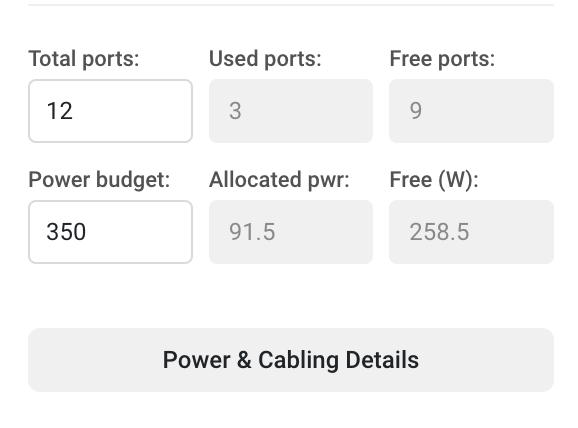 Total ports: Used ports: Free ports:
12 3 9
Power budget: Allocated pwr: Free (W):
350 91.5 258.5
Power & Cabling Details